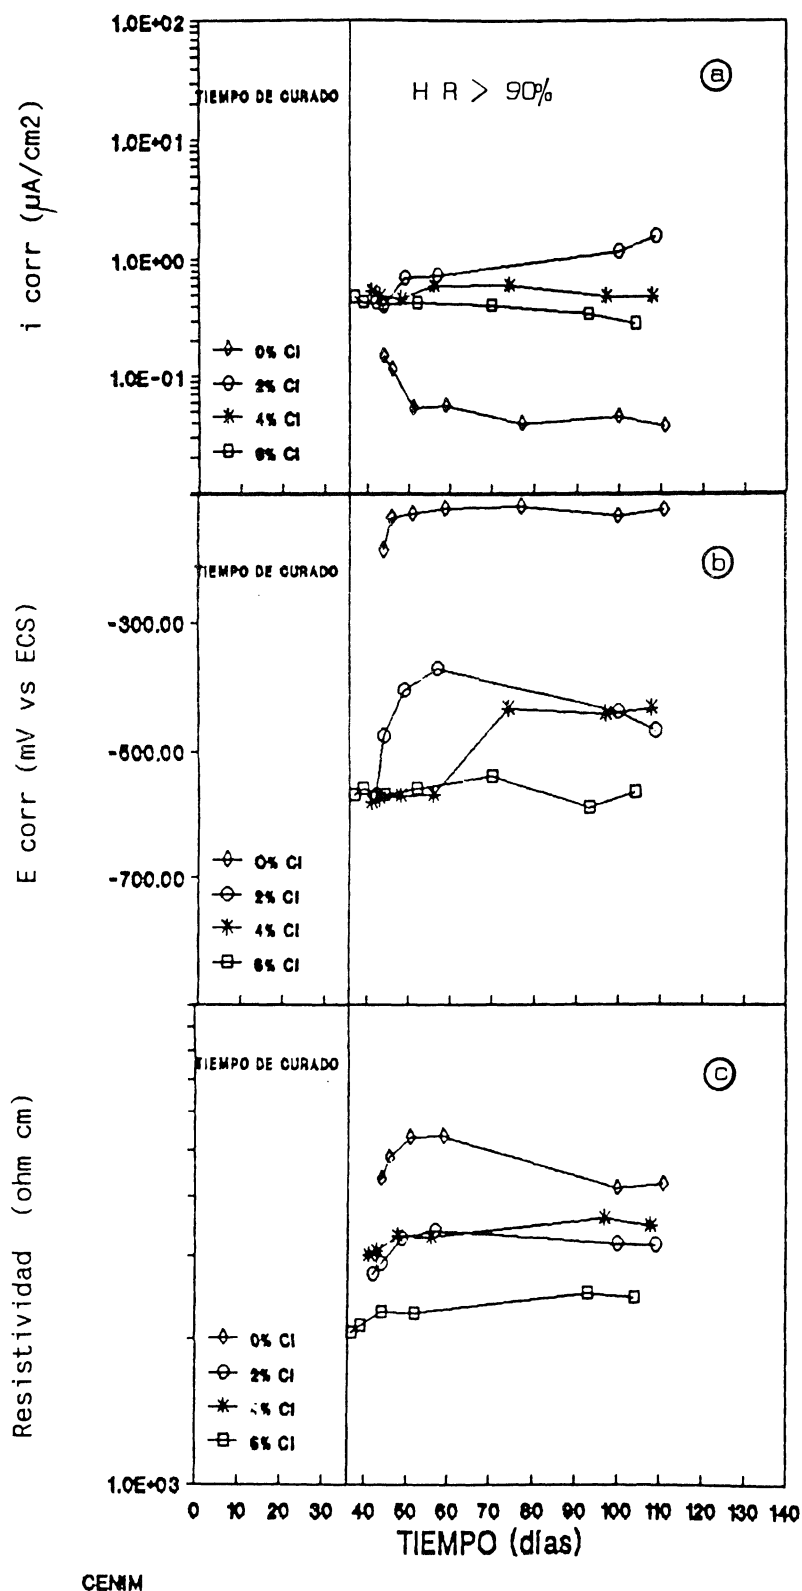 1.0E+02
TIEMPO DE CURADO
H R > 90%
a
1.0E+01
i corr (μA/cm2)
1.0E+00
1.0E-01
0% Cl
2% Cl
4% Cl
6% Cl
TIEMPO DE CURADO
b
-300.00
E corr (mV vs ECS)
-500.00
-700.00
0% Cl
2% Cl
4% Cl
6% Cl
TIEMPO DE CURADO
c
Resistividad (ohm cm)
0% Cl
2% Cl
% Cl
6% Cl
1.0E+03
0 10 20 30 40 50 60 70 80 90 100 110 120 130 140
TIEMPO (días)
CENIM